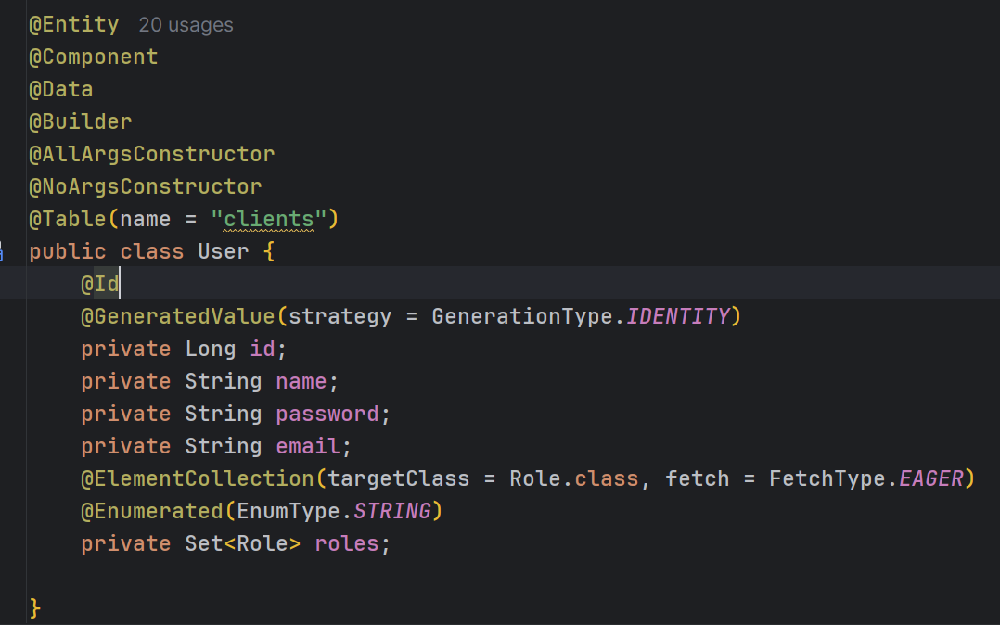 @Entity 20 usages
@Component
@Data
@Builder
@AllArgsConstructor
@NoArgsConstructor
@Table(name = "clients")
public class User {
@Id
@GeneratedValue(strategy = GenerationType.IDENTITY)
private Long id;
private String name;
private String password;
private String email;
@ElementCollection(targetClass = Role.class, fetch = FetchType.EAGER)
@Enumerated(EnumType.STRING)
private Set<Role> roles;
}